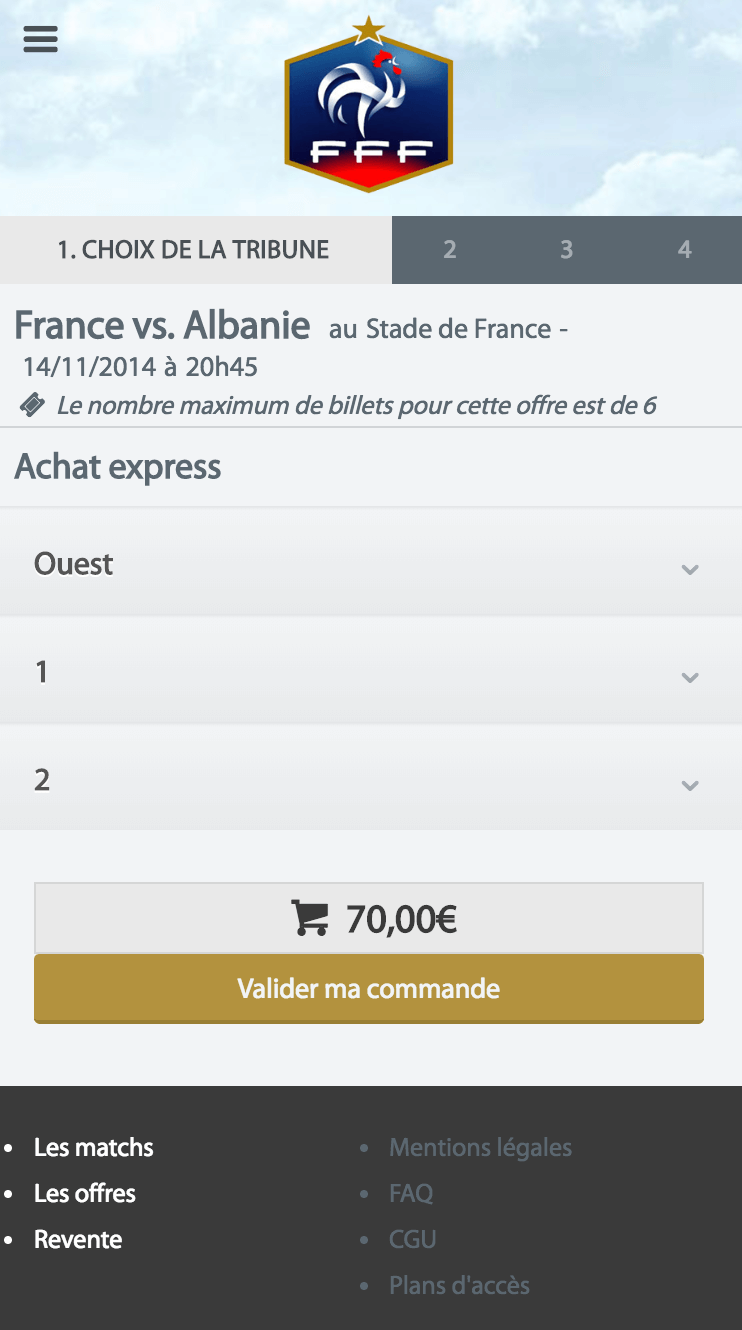 FFF
1. CHOIX DE LA TRIBUNE 2 3 4
France vs. Albanie au Stade de France -
14/11/2014 à 20h45
Le nombre maximum de billets pour cette offre est de 6
Achat express
Ouest
1
2
70,00€
Valider ma commande
Les matchs
Les offres
Revente
Mentions légales
FAQ
CGU
Plans d'accès